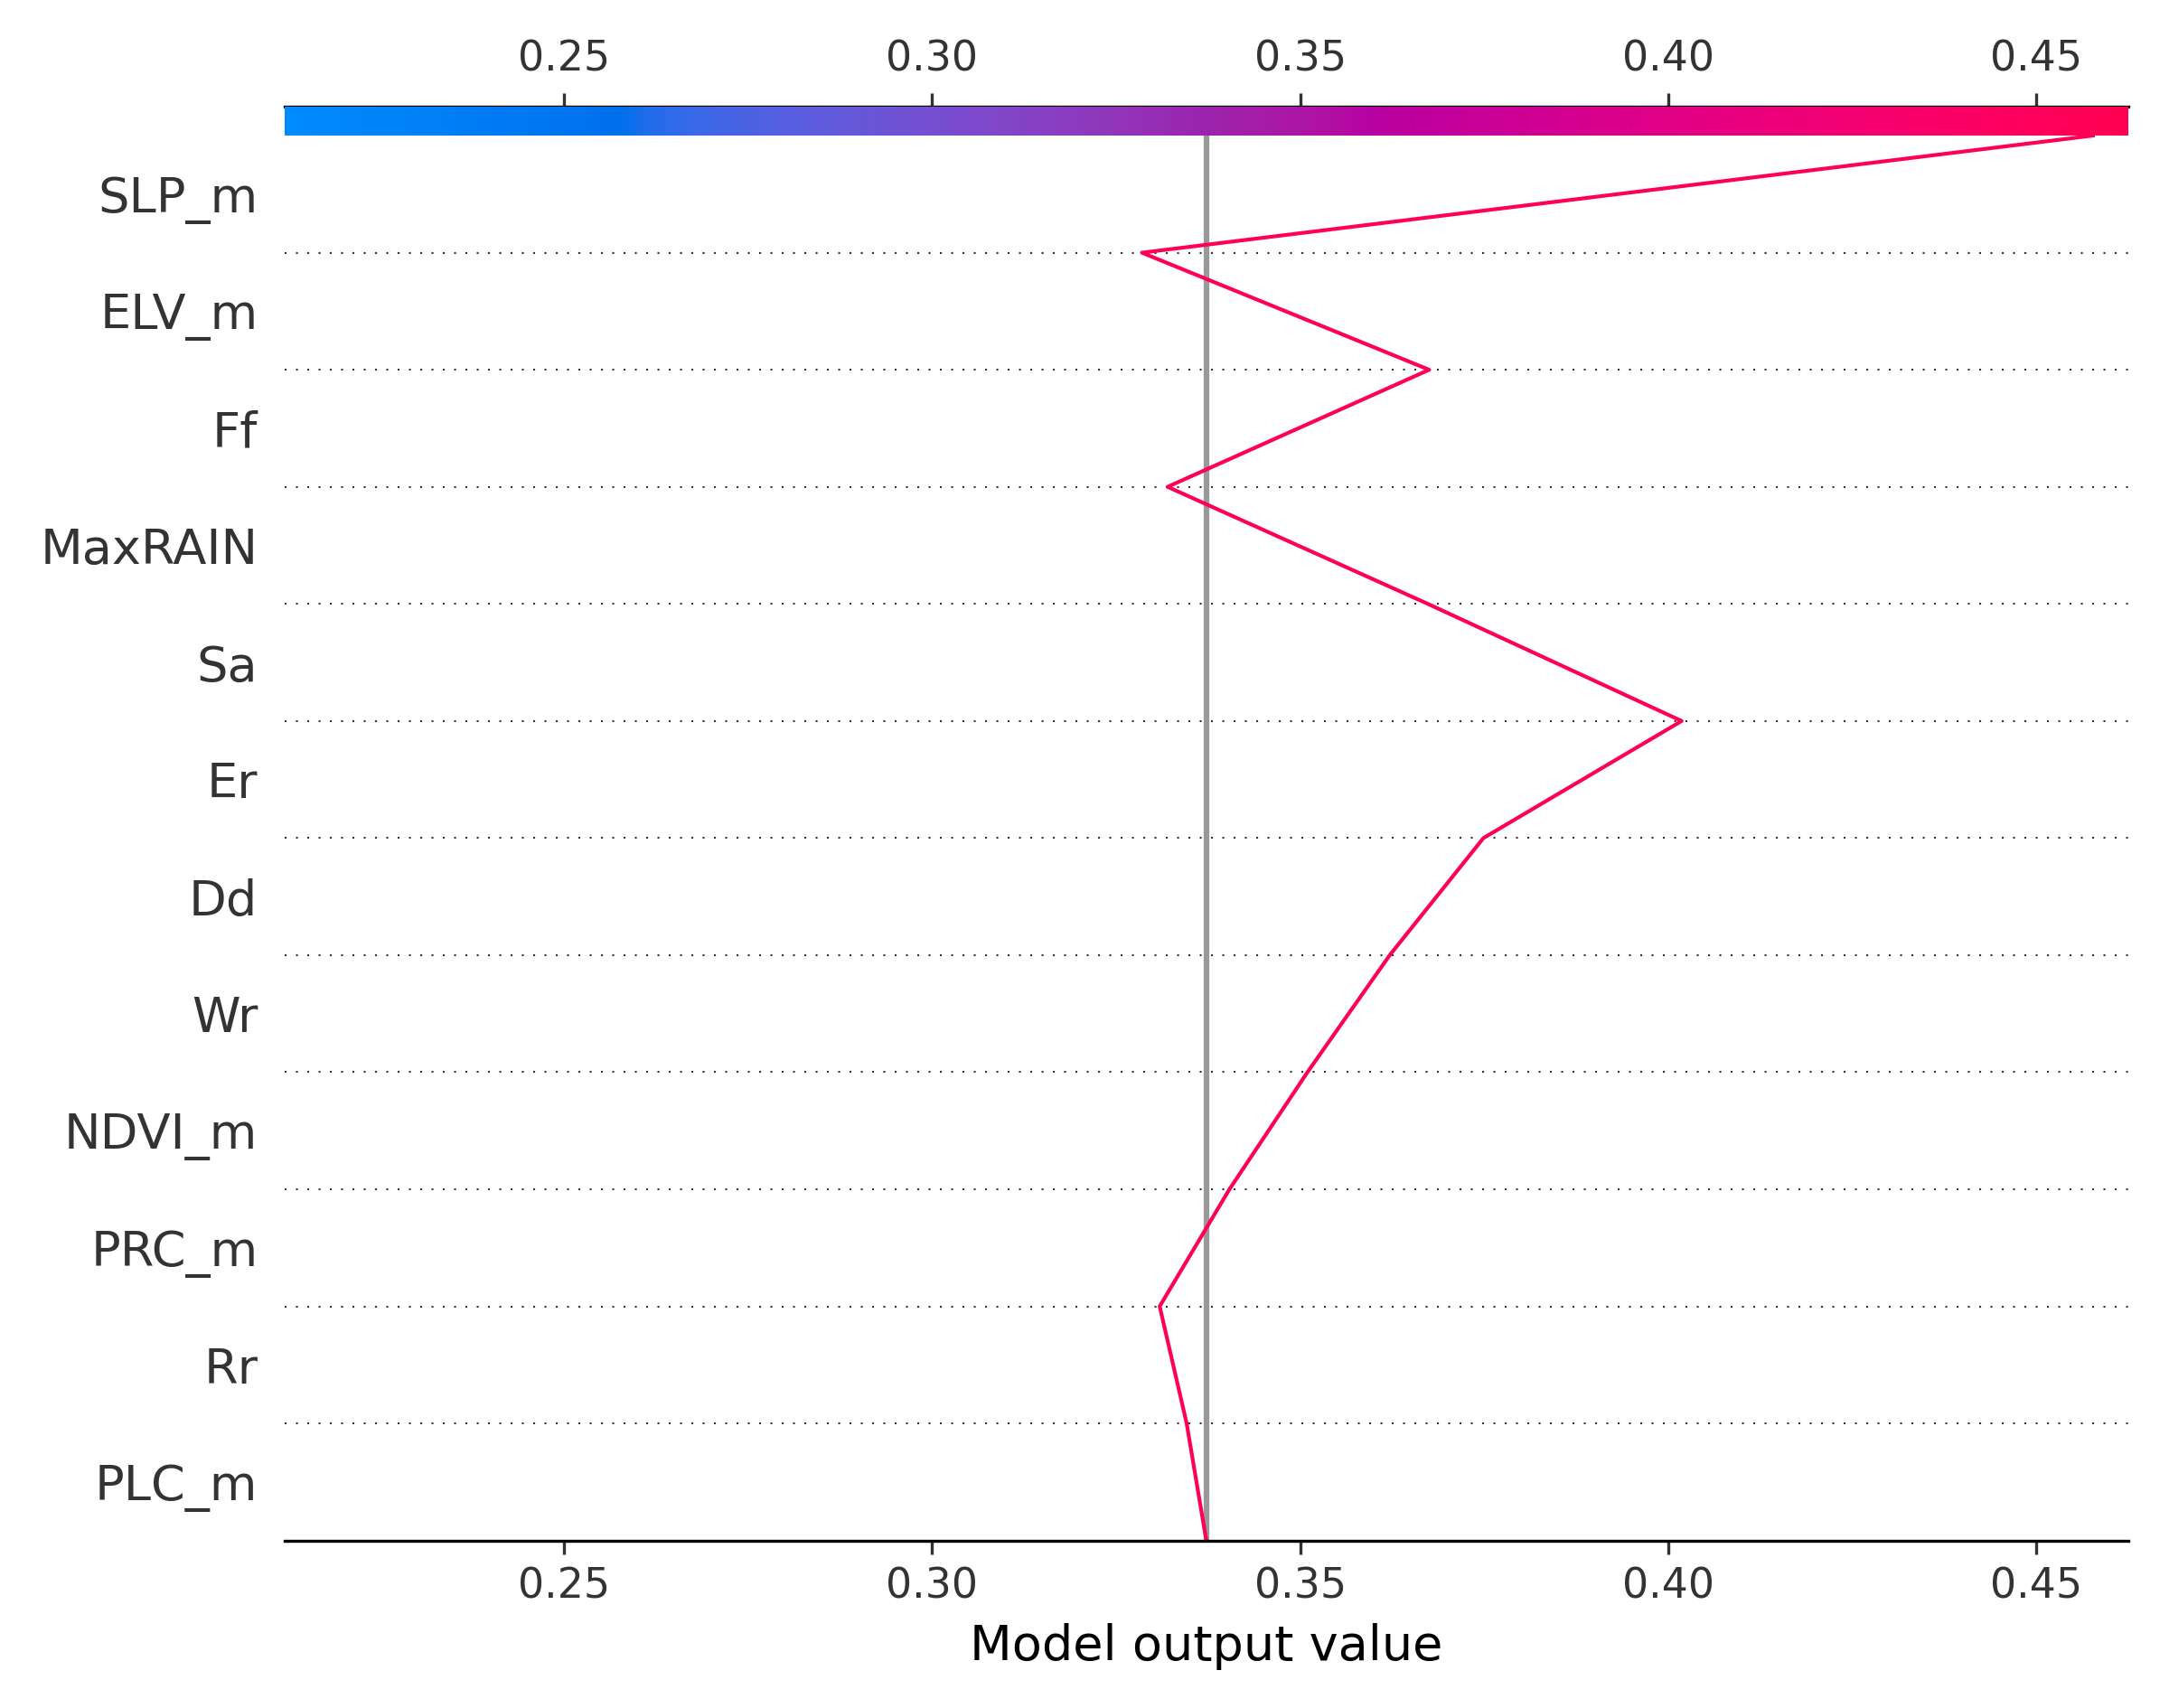 0.25 0.30 0.35 0.40 0.45
SLP_m
ELV_m
Ff
MaxRAIN
Sa
Er
Dd
Wr
NDVI_m
PRC_m
Rr
PLC_m
0.25 0.30 0.35 0.40 0.45
Model output value